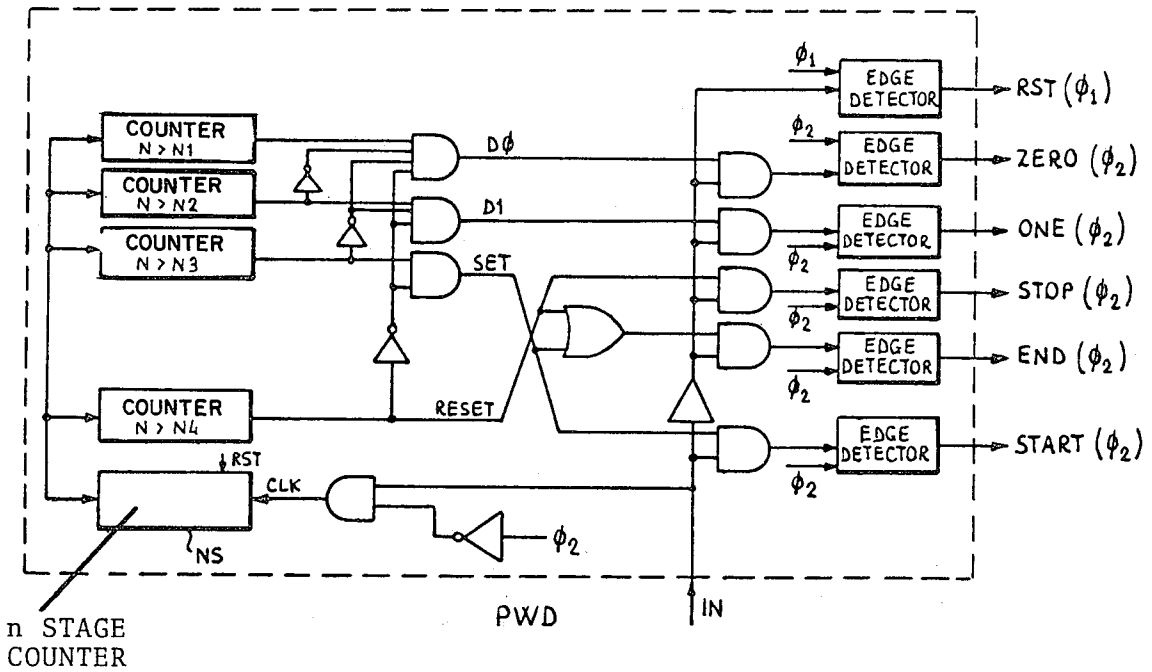 COUNTER
N > N1
COUNTER
N > N2
COUNTER
N > N3
COUNTER
N > N4
RST
CLK
NS
ϕ2
DΦ
D1
SET
RESET
ϕ1
EDGE
DETECTOR
RST (ϕ1)
ϕ2
EDGE
DETECTOR
ZERO (ϕ2)
EDGE
DETECTOR
ϕ2
ONE (ϕ2)
EDGE
DETECTOR
ϕ2
STOP (ϕ2)
EDGE
DETECTOR
ϕ2
END (ϕ2)
EDGE
DETECTOR
ϕ2
START (ϕ2)
IN
PWD
n STAGE
COUNTER